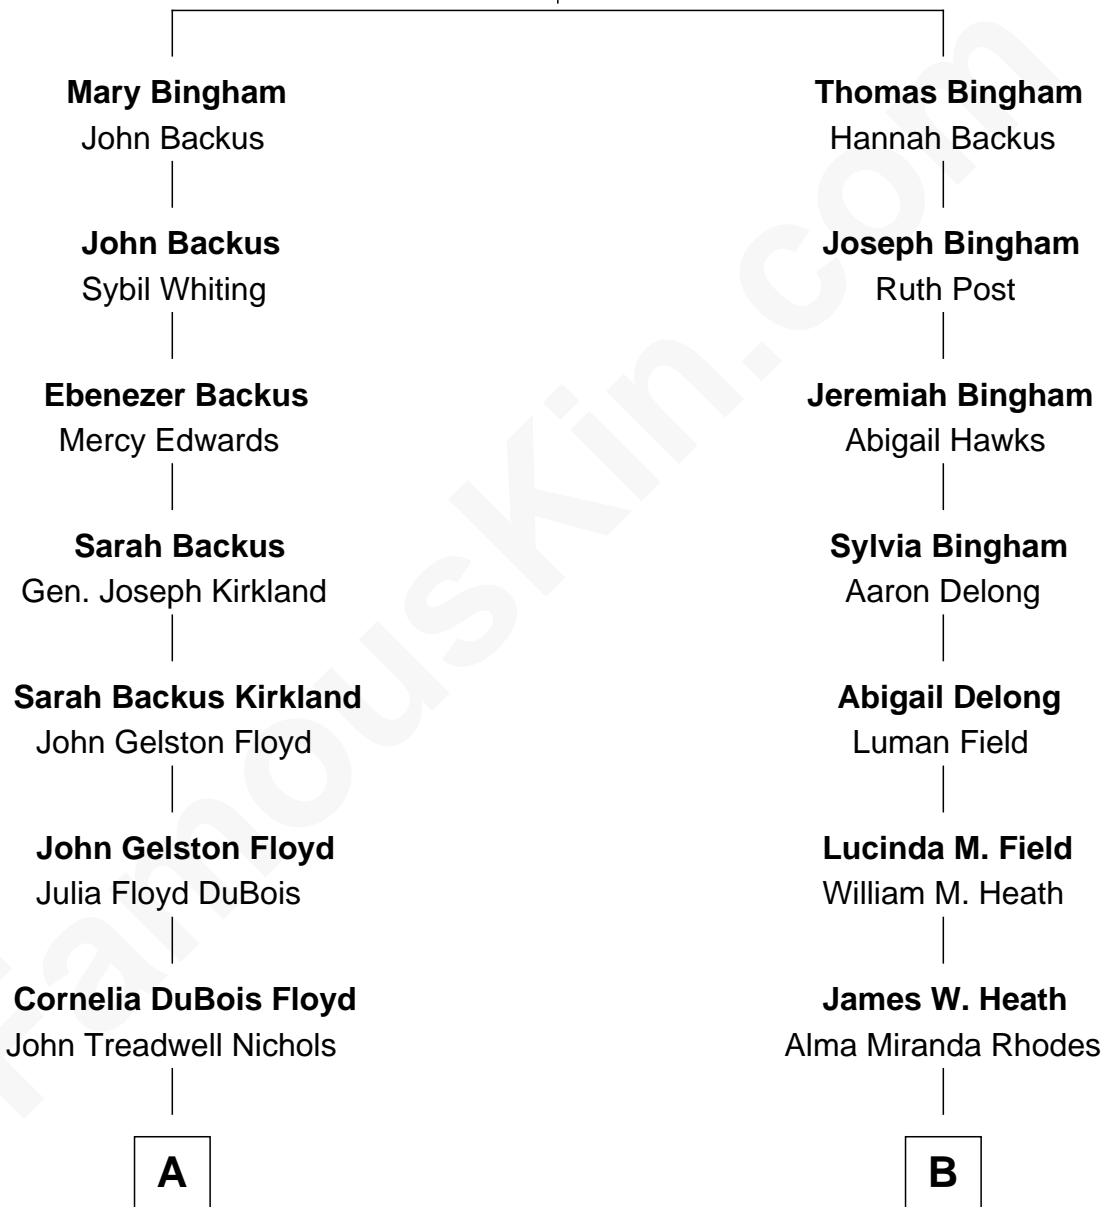 Mary Bingham
John Backus
John Backus
Sybil Whiting
Ebenezer Backus
Mercy Edwards
Sarah Backus
Gen. Joseph Kirkland
Sarah Backus Kirkland
John Gelston Floyd
John Gelston Floyd
Julia Floyd DuBois
Cornelia DuBois Floyd
John Treadwell Nichols
A
Thomas Bingham
Hannah Backus
Joseph Bingham
Ruth Post
Jeremiah Bingham
Abigail Hawks
Sylvia Bingham
Aaron Delong
Abigail Delong
Luman Field
Lucinda M. Field
William M. Heath
James W. Heath
Alma Miranda Rhodes
B
FamousKin.com